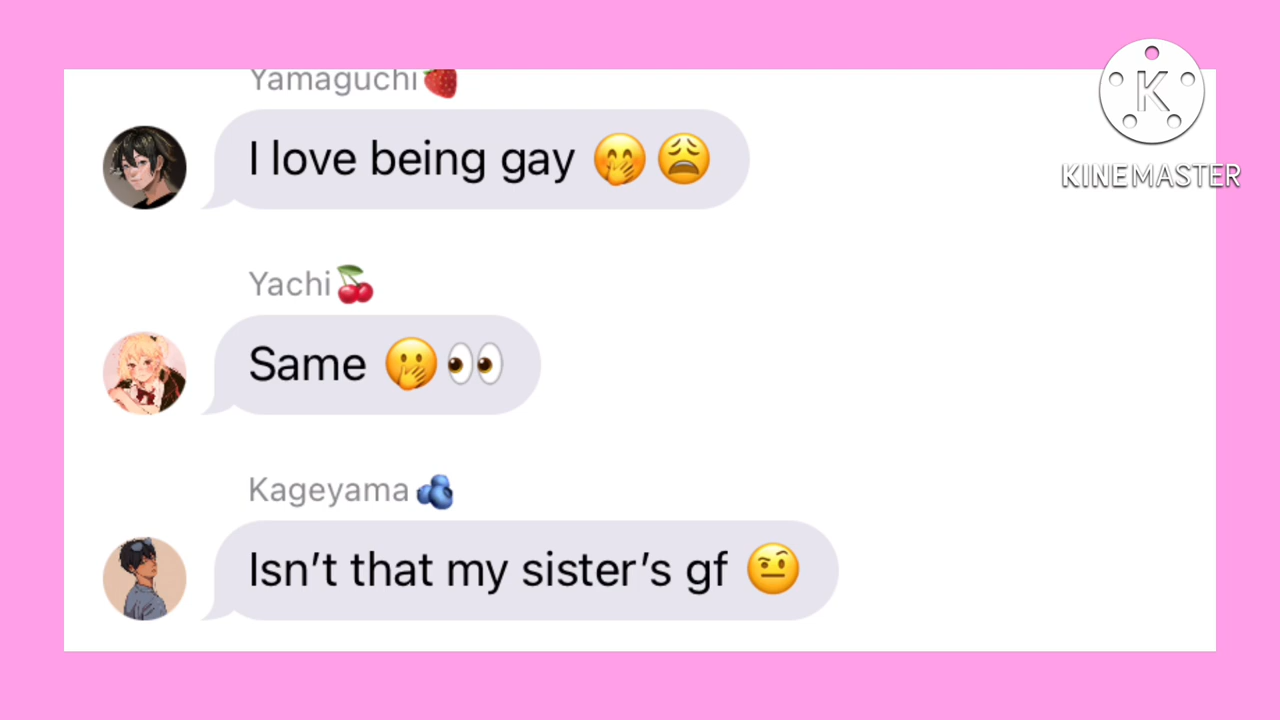 Yamaguchi🍓
I love being gay 🤭😩
Yachi🍒
Same 🫢👀
Kageyama🫐
Isn’t that my sister’s gf 🤨
K
KINEMASTER